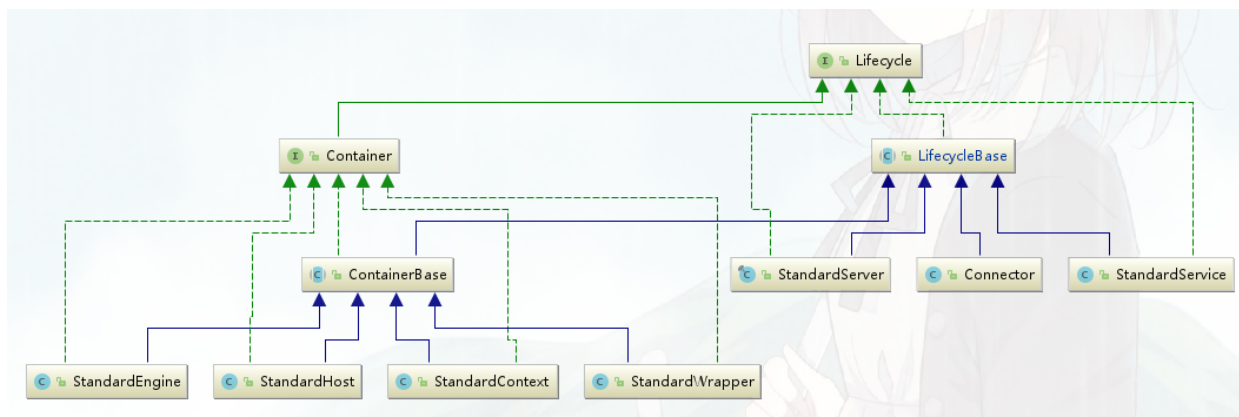 Lifecycle
Container
LifecycleBase
ContainerBase
StandardServer
Connector
StandardService
StandardEngine
StandardHost
StandardContext
StandardWrapper